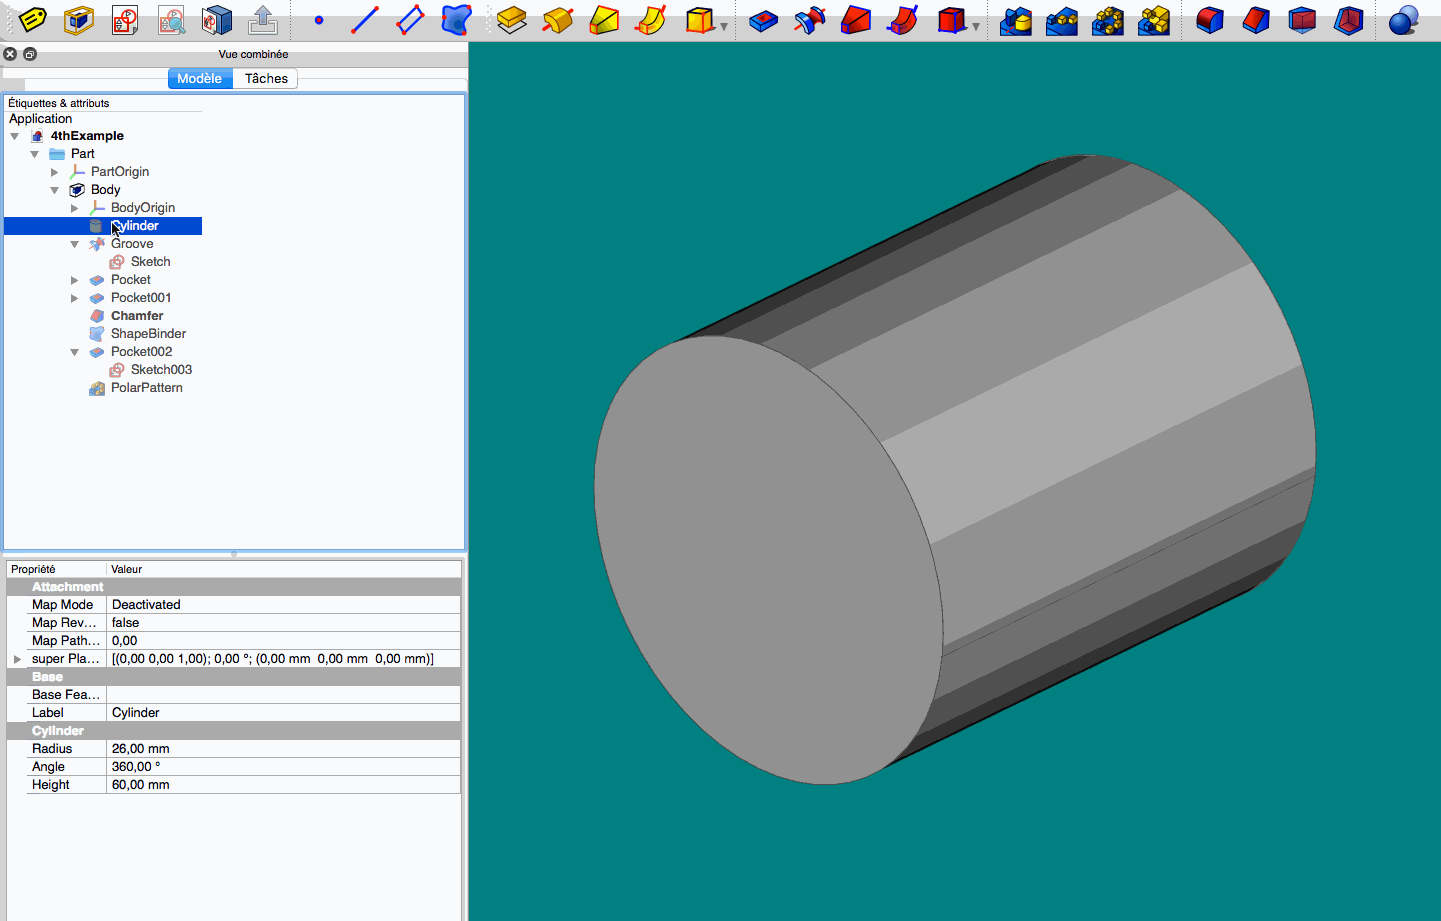 Vue combinée
Modèle Tâches
Étiquettes & attributs
Application
4thExample
Part
PartOrigin
Body
BodyOrigin
Cylinder
Groove
Sketch
Pocket
Pocket001
Chamfer
ShapeBinder
Pocket002
Sketch003
PolarPattern
Propriété Valeur
Attachment
Map Mode Deactivated
Map Rev... false
Map Path... 0,00
super Pla... [(0,00 0,00 1,00); 0,00 °; (0,00 mm 0,00 mm 0,00 mm)]
Base
Base Fea...
Label Cylinder
Cylinder
Radius 26,00 mm
Angle 360,00 °
Height 60,00 mm